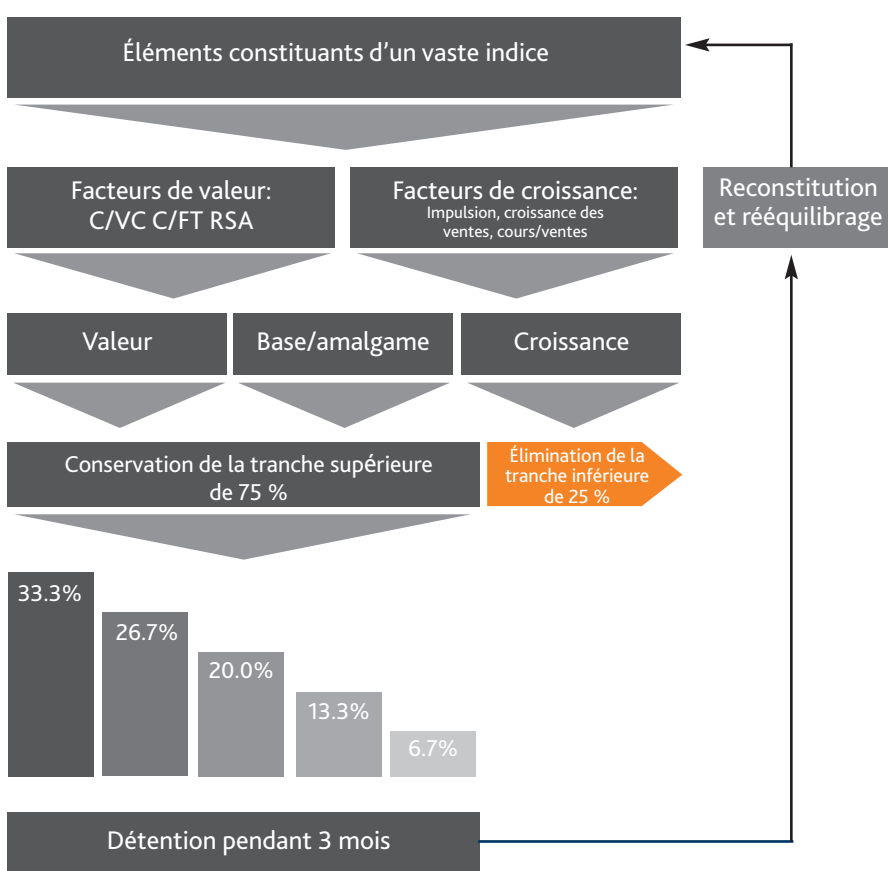 Éléments constituants d'un vaste indice
Facteurs de valeur:
C/VC C/FT RSA
Facteurs de croissance:
Impulsion, croissance des
ventes, cours/ventes
Reconstitution
et rééquilibrage
Valeur
Base/amalgame
Croissance
Conservation de la tranche supérieure
de 75 %
Élimination de la
tranche inférieure
de 25 %
33.3%
26.7%
20.0%
13.3%
6.7%
Détention pendant 3 mois